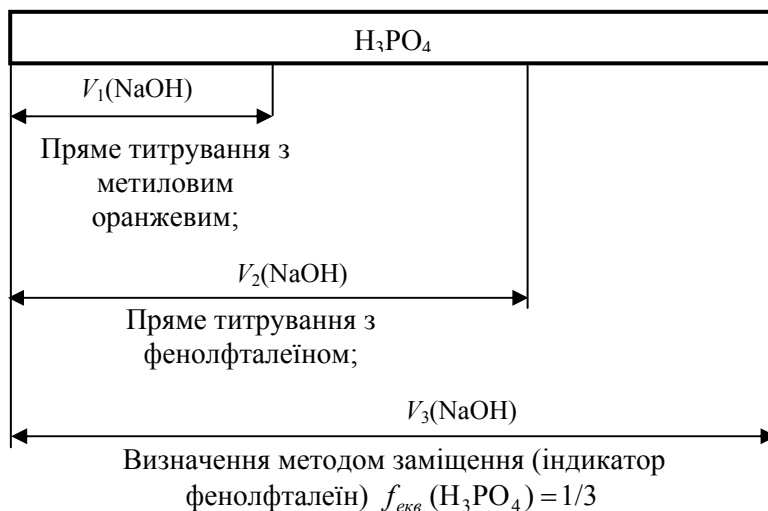 H₃PO₄
V₁(NaOH)
Пряме титрування з
метиловим
оранжевим;
V₂(NaOH)
Пряме титрування з
фенолфталеїном;
V₃(NaOH)
Визначення методом заміщення (індикатор
фенолфталеїн) fекв (H₃PO₄) = 1/3